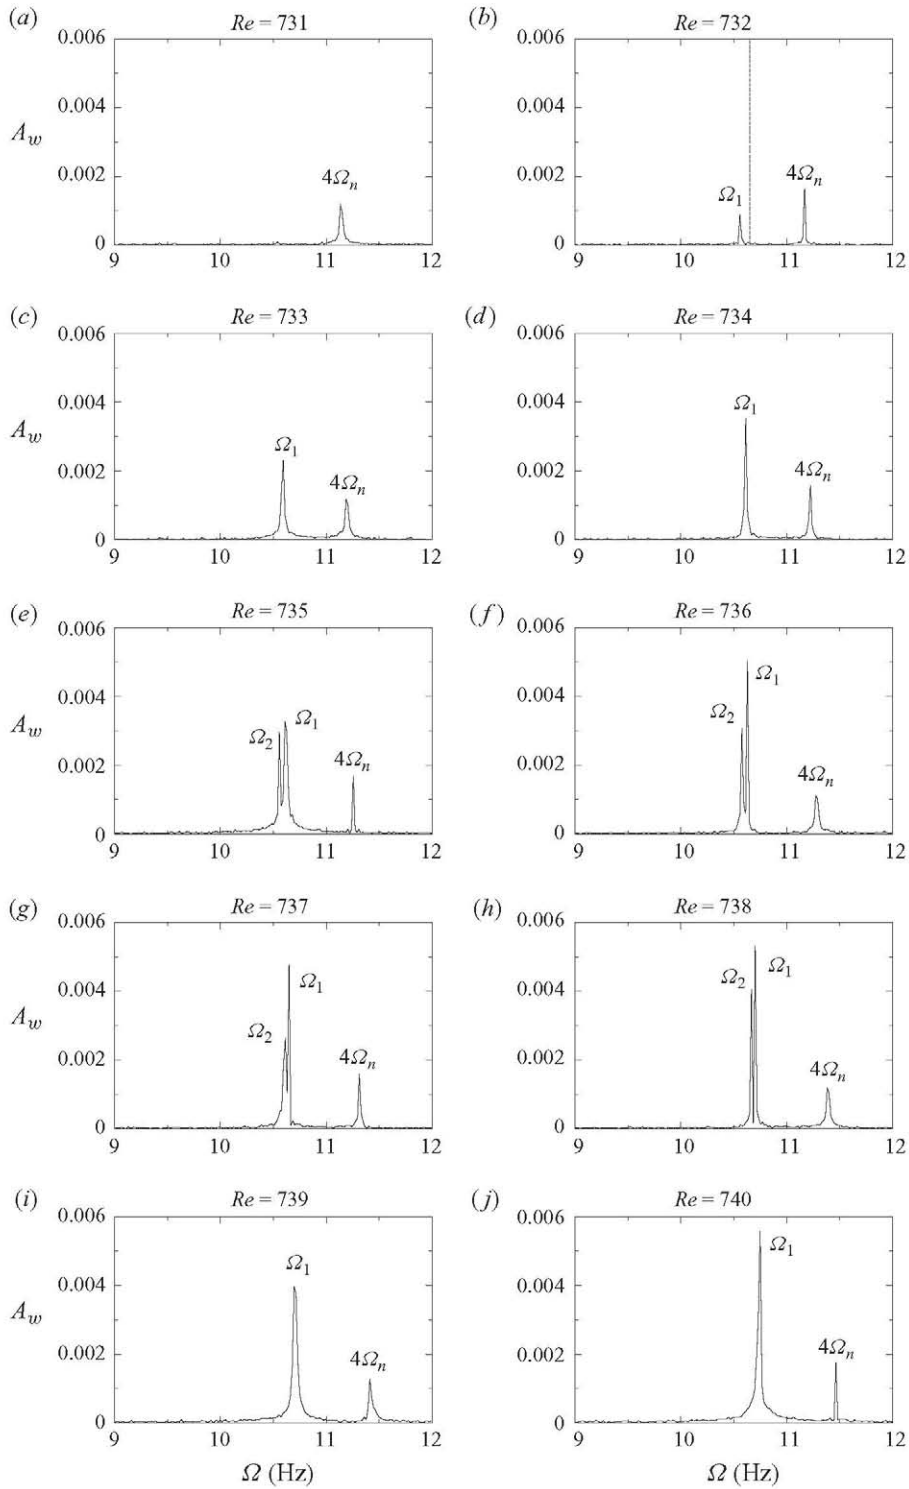 (a) Re = 731
(b) Re = 732
0.006
0.004
A_w
0.002
0
4Ω_n
9 10 11 12
0.006
0.004
0.002
0
Ω_1
4Ω_n
9 10 11 12
(c) Re = 733
(d) Re = 734
0.006
0.004
A_w
0.002
0
Ω_1
4Ω_n
9 10 11 12
0.006
0.004
0.002
0
Ω_1
4Ω_n
9 10 11 12
(e) Re = 735
(f) Re = 736
0.006
0.004
A_w
0.002
0
Ω_2
Ω_1
4Ω_n
9 10 11 12
0.006
0.004
0.002
0
Ω_1
Ω_2
4Ω_n
9 10 11 12
(g) Re = 737
(h) Re = 738
0.006
0.004
A_w
0.002
0
Ω_1
Ω_2
4Ω_n
9 10 11 12
0.006
0.004
0.002
0
Ω_2
Ω_1
4Ω_n
9 10 11 12
(i) Re = 739
(j) Re = 740
0.006
0.004
A_w
0.002
0
Ω_1
4Ω_n
9 10 11 12
Ω (Hz)
0.006
0.004
0.002
0
Ω_1
4Ω_n
9 10 11 12
Ω (Hz)